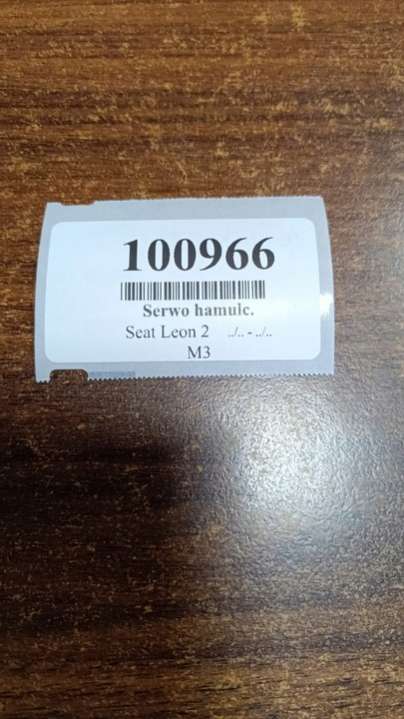 100966
Serwo hamulc.
Seat Leon 2 ../.. - ../..
M3